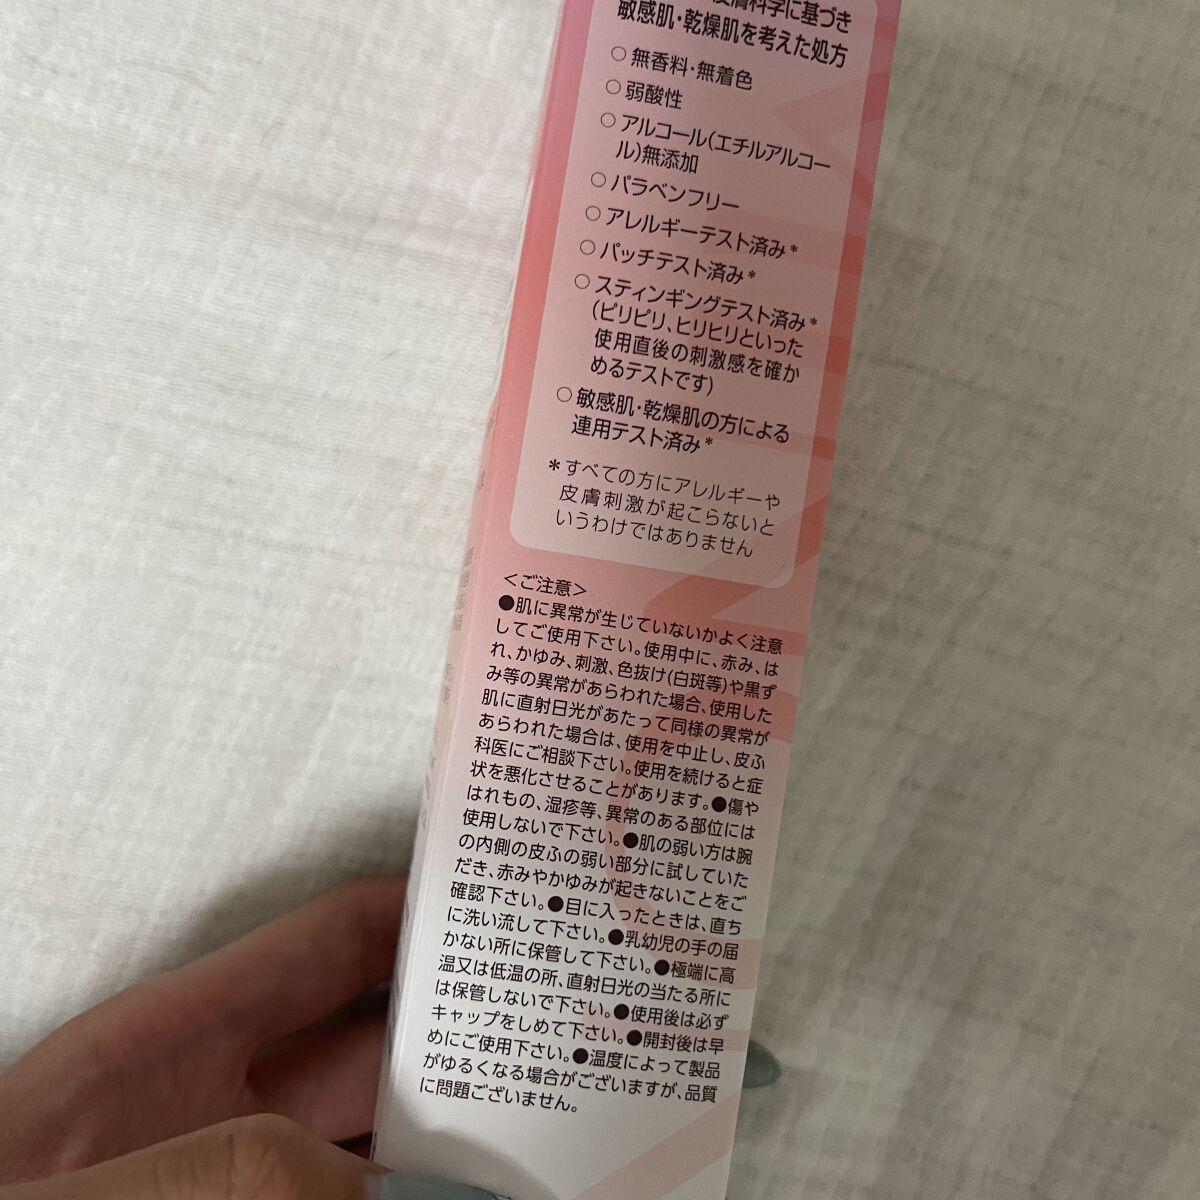 皮膚科学に基づき
敏感肌・乾燥肌を考えた処方
○ 無香料・無着色
○ 弱酸性
○ アルコール(エチルアルコー
ル)無添加
○ パラベンフリー
○ アレルギーテスト済み*
○ パッチテスト済み*
○ スティンギングテスト済み*
(ピリピリ、ヒリヒリといった
使用直後の刺激感を確か
めるテストです)
○ 敏感肌・乾燥肌の方による
連用テスト済み*
*すべての方にアレルギーや
皮膚刺激が起こらないと
いうわけではありません
<ご注意>
●肌に異常が生じていないかよく注意
してご使用下さい。使用中に、赤み、は
れ、かゆみ、刺激、色抜け(白斑等)や黒ず
み等の異常があらわれた場合、使用した
肌に直射日光があたって同様の異常が
あらわれた場合は、使用を中止し、皮ふ
科医にご相談下さい。使用を続けると症
状を悪化させることがあります。●傷や
はれもの、湿疹等、異常のある部位には
使用しないで下さい。●肌の弱い方は腕
の内側の皮ふの弱い部分に試していた
だき、赤みやかゆみが起きないことをご
確認下さい。●目に入ったときは、直ち
に洗い流して下さい。●乳幼児の手の届
かない所に保管して下さい。●極端に高
温又は低温の所、直射日光の当たる所に
は保管しないで下さい。●使用後は必ず
キャップをしめて下さい。●開封後は早
めにご使用下さい。●温度によって製品
がゆるくなる場合がございますが、品質
に問題ございません。